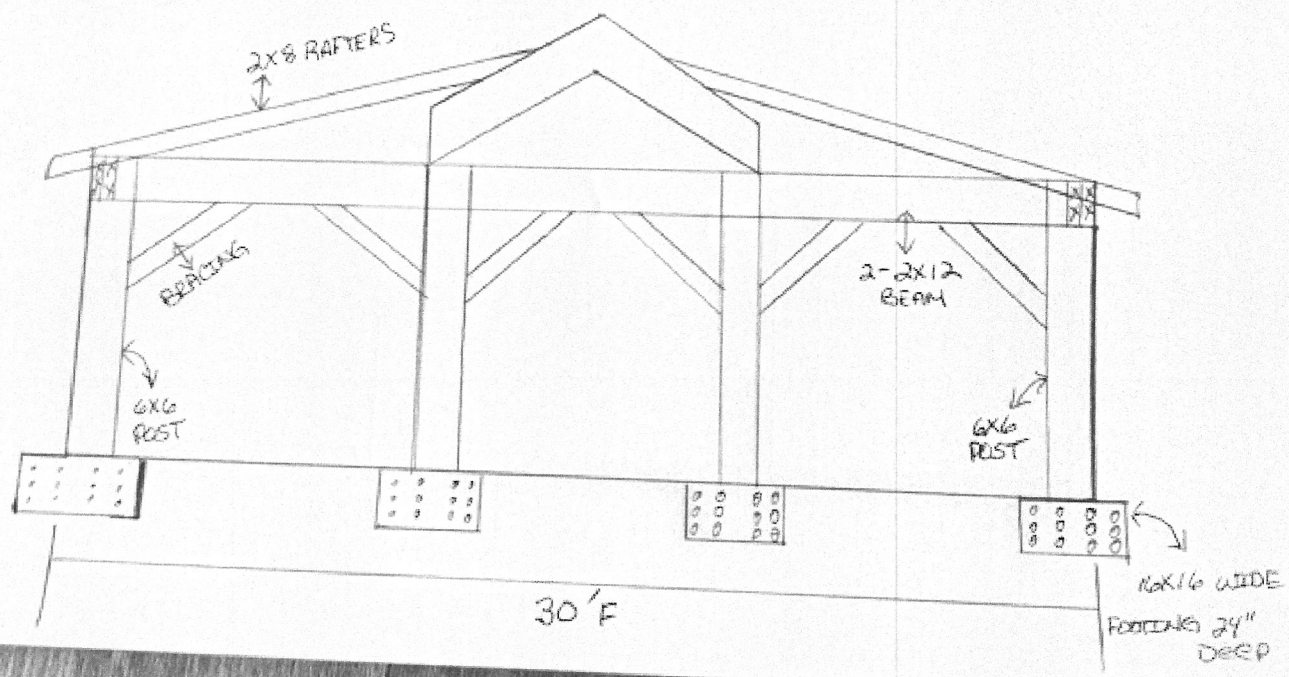 2X8 RAFTERS
BRACING
2-2X12
BEAM
6X6
POST
6X6
POST
30'F
16X16 WIDE
FOOTING 24"
DEEP